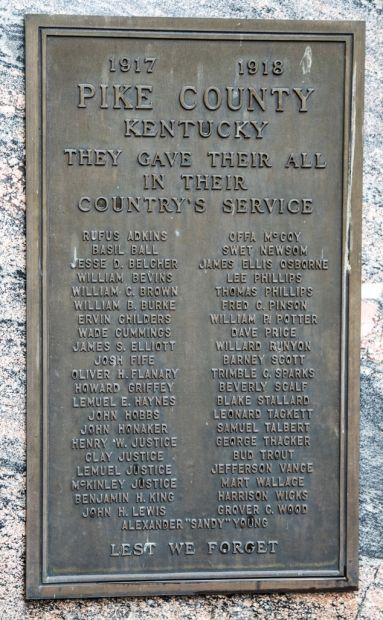 1917 1918
PIKE COUNTY
KENTUCKY
THEY GAVE THEIR ALL
IN THEIR
COUNTRY'S SERVICE
RUFUS ADKINS
BASIL BALL
JESSE D. BELCHER
WILLIAM BEVINS
WILLIAM G. BROWN
WILLIAM B. BURKE
ERVIN CHILDERS
WADE CUMMINGS
JAMES S. ELLIOTT
JOSH FIFE
OLIVER H. FLANARY
HOWARD GRIFFEY
LEMUEL E. HAYNES
JOHN HOBBS
JOHN HONAKER
HENRY W. JUSTICE
CLAY JUSTICE
LEMUEL JUSTICE
McKINLEY JUSTICE
BENJAMIN H. KING
JOHN H. LEWIS
OFFA McCOY
SWET NEWSOM
JAMES ELLIS OSBORNE
LEE PHILLIPS
THOMAS PHILLIPS
FRED C. PINSON
WILLIAM P. POTTER
DAVE PRICE
WILLARD RUNYON
BARNEY SCOTT
TRIMBLE G. SPARKS
BEVERLY SCALF
BLAKE STALLARD
LEONARD TACKETT
SAMUEL TALBERT
GEORGE THACKER
BUD TROUT
JEFFERSON VANCE
MART WALLACE
HARRISON WICKS
GROVER C. WOOD
ALEXANDER "SANDY" YOUNG
LEST WE FORGET